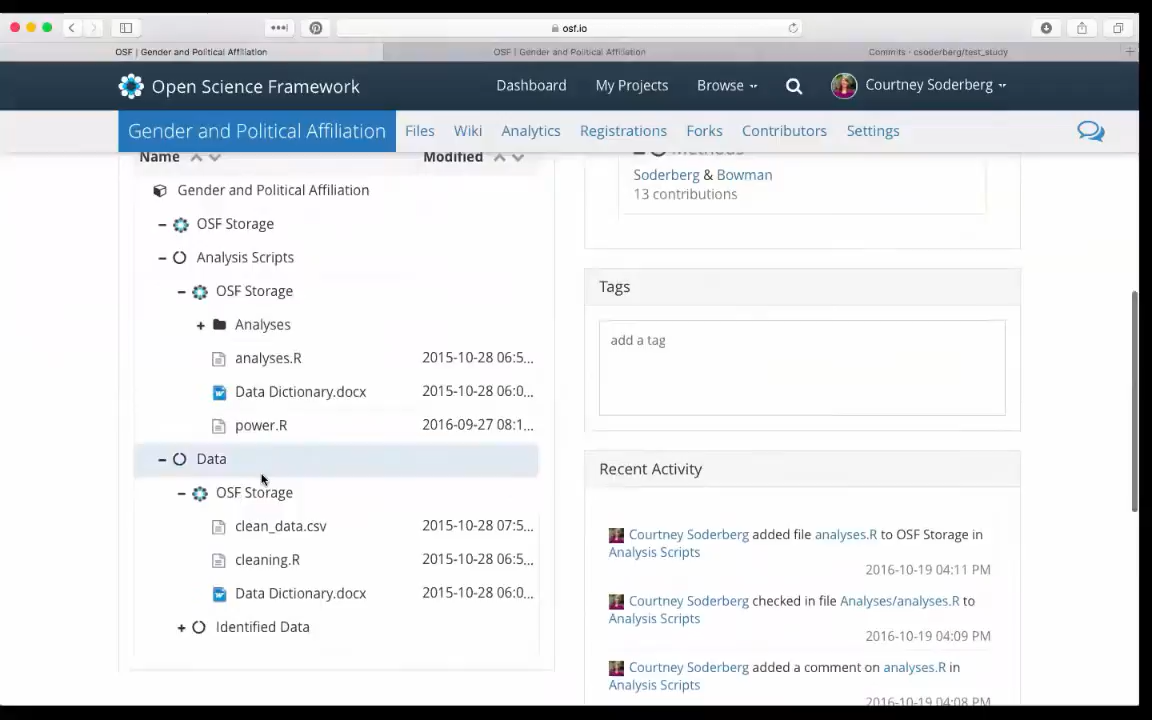 osf.io
OSF | Gender and Political Affiliation
OSF | Gender and Political Affiliation
Commits · csoderberg/test_study
Open Science Framework
Dashboard
My Projects
Browse
Courtney Soderberg
Gender and Political Affiliation
Files
Wiki
Analytics
Registrations
Forks
Contributors
Settings
Name
Modified
Gender and Political Affiliation
OSF Storage
Analysis Scripts
OSF Storage
Analyses
analyses.R 2015-10-28 06:5...
Data Dictionary.docx 2015-10-28 06:0...
power.R 2016-09-27 08:1...
Data
OSF Storage
clean_data.csv 2015-10-28 07:5...
cleaning.R 2015-10-28 06:5...
Data Dictionary.docx 2015-10-28 06:0...
Identified Data
Methods
Soderberg & Bowman
13 contributions
Tags
add a tag
Recent Activity
Courtney Soderberg added file analyses.R to OSF Storage in
Analysis Scripts
2016-10-19 04:11 PM
Courtney Soderberg checked in file Analyses/analyses.R to
Analysis Scripts
2016-10-19 04:09 PM
Courtney Soderberg added a comment on analyses.R in
Analysis Scripts
2016-10-19 04:08 PM